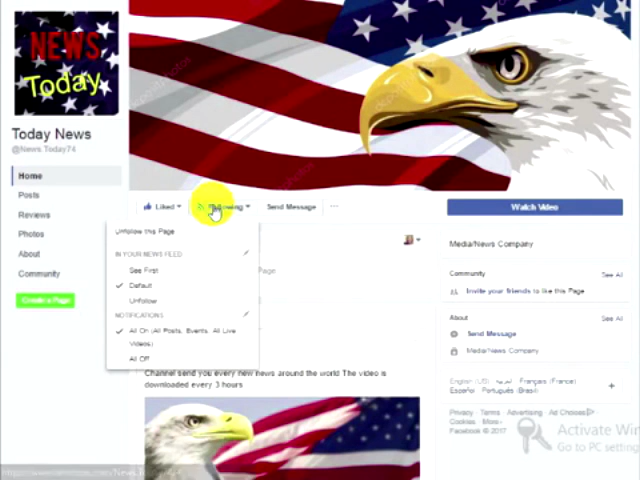 NEWS
Today
Today News
@News.Today74
Home
Posts
Reviews
Photos
About
Community
Create a Page
Liked
Following
Send Message
Watch Video
Unfollow this Page
IN YOUR NEWS FEED
See First
Default
Unfollow
NOTIFICATIONS
All On (All Posts, Events, All Live
Videos)
All Off
Page
Channel send you every new news around the world The video is
downloaded every 3 hours
Media/News Company
Community
See All
Invite your friends to like this Page
About
See All
Send Message
Media/News Company
English (US) · العربية · Français (France)
Español · Português (Brasil)
Privacy · Terms · Advertising · Ad Choices
Cookies · More
Facebook © 2017
Activate Win
Go to PC setting